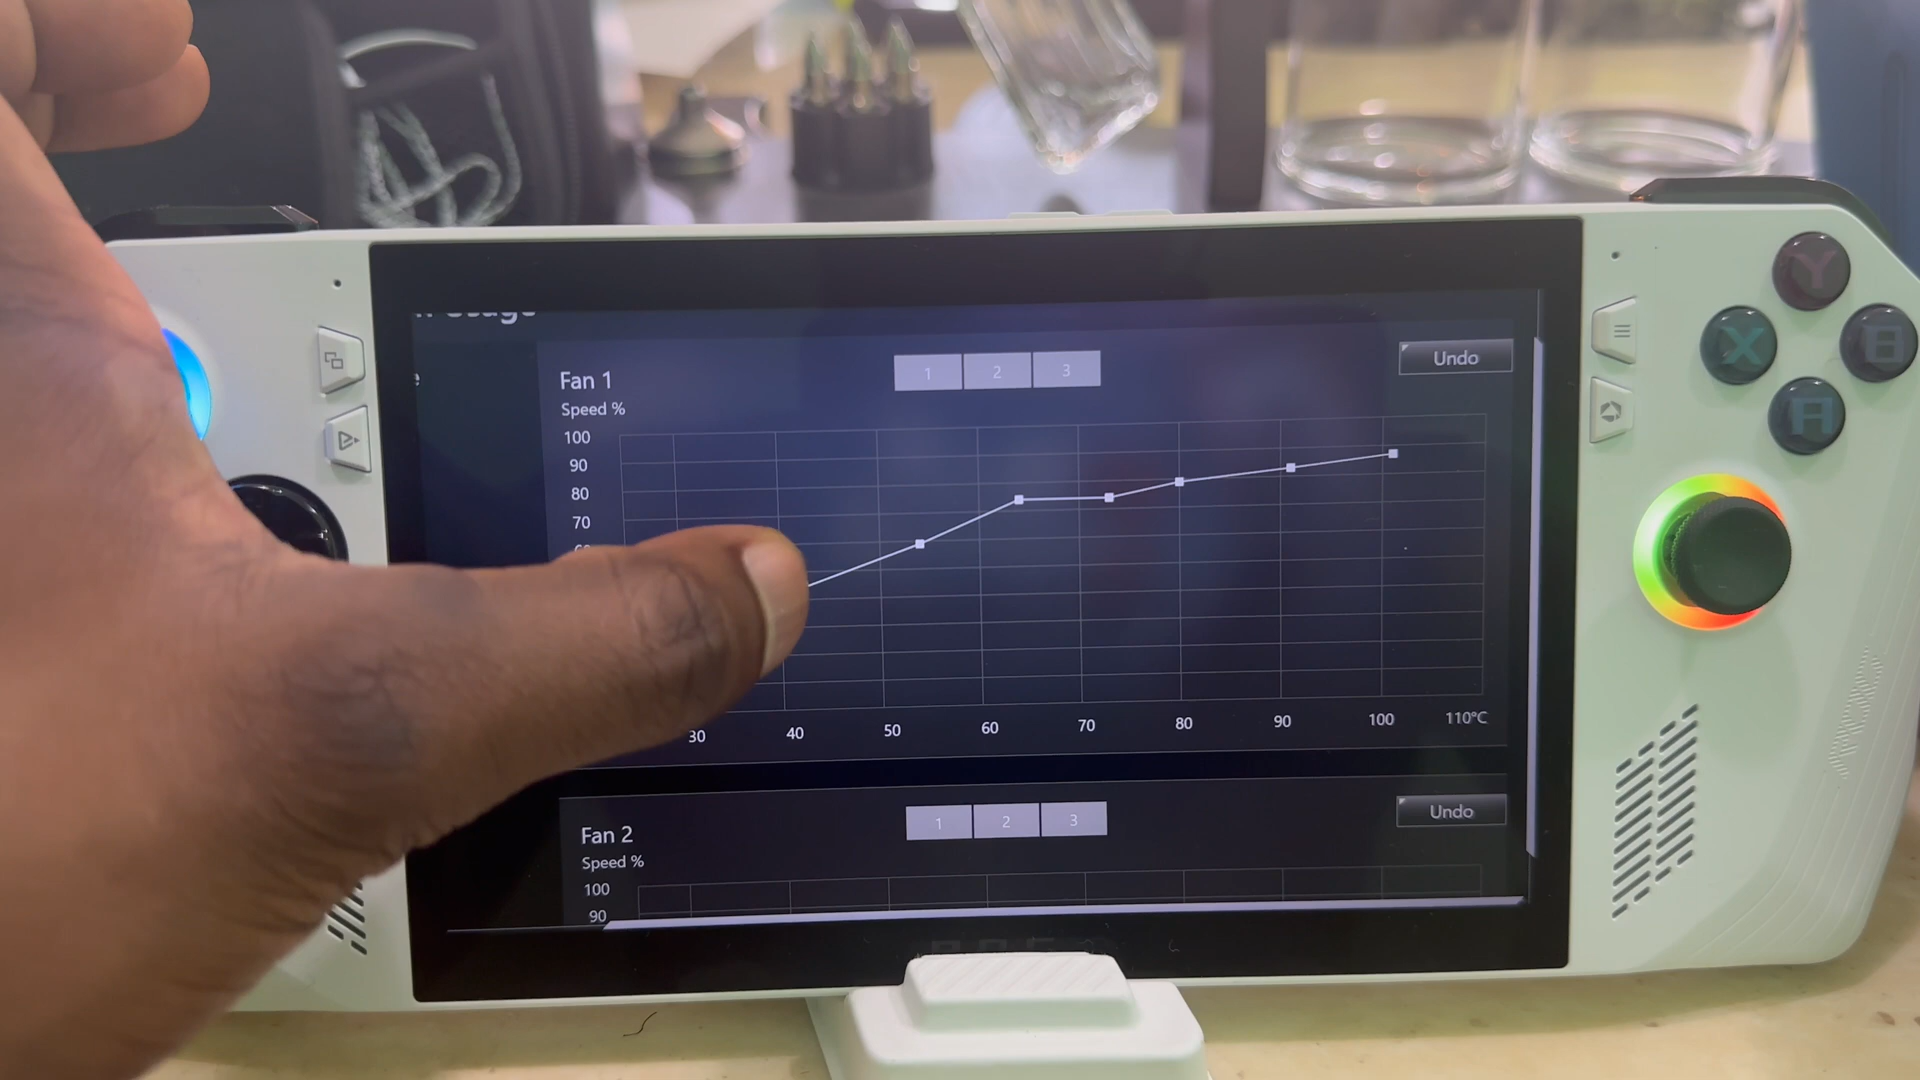 Usage
Fan 1
1 2 3
Undo
Speed %
100
90
80
70
30 40 50 60 70 80 90 100 110°C
Fan 2
1 2 3
Undo
Speed %
100
90
Y
X
B
A